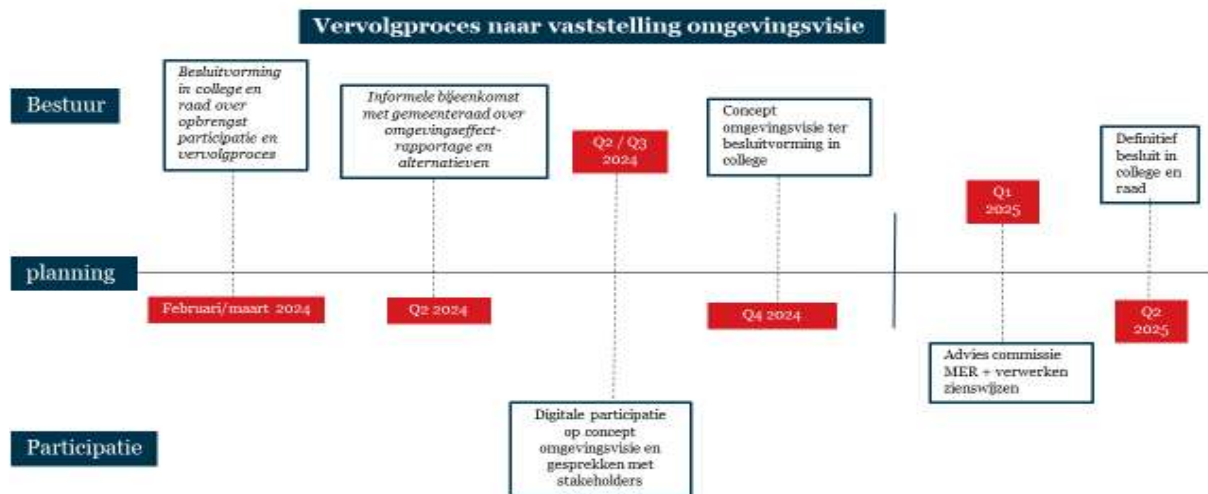 Vervolgproces naar vaststelling omgevingsvisie
Bestuur
Besluitvorming
in college en
raad over
opbrengst
participatie en
vervolgproces
Informele bijeenkomst
met gemeenteraad over
omgevingseffect-
rapportage en
alternatieven
Q2 / Q3
2024
Concept
omgevingsvisie ter
besluitvorming in
college
Q1
2025
Definitief
besluit in
college en
raad
planning
Februari/maart 2024
Q2 2024
Q4 2024
Q2
2025
Advies commissie
MER + verwerken
zienswijzen
Participatie
Digitale participatie
op concept
omgevingsvisie en
gesprekken met
stakeholders